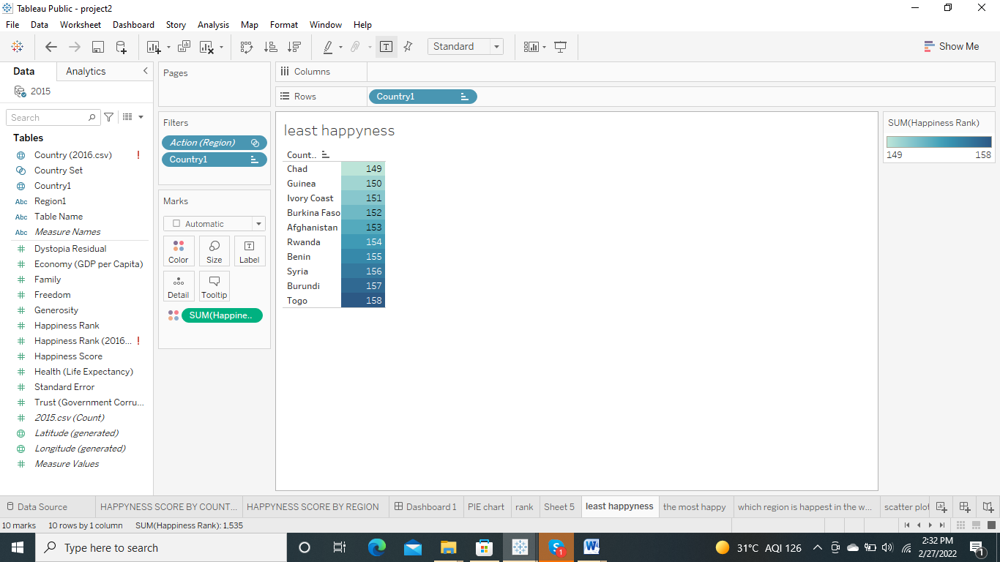 Tableau Public - project2
File Data Worksheet Dashboard Story Analysis Map Format Window Help
Standard
Show Me
Data Analytics
2015
Search
Tables
Country (2016.csv) !
Country Set
Country1
Abc Region1
Abc Table Name
Abc Measure Names
# Dystopia Residual
# Economy (GDP per Capita)
# Family
# Freedom
# Generosity
# Happiness Rank
# Happiness Rank (2016... !
# Happiness Score
# Health (Life Expectancy)
# Standard Error
# Trust (Government Corru...
# 2015.csv (Count)
Latitude (generated)
Longitude (generated)
# Measure Values
Pages
Filters
Action (Region)
Country1
Marks
Automatic
Color Size Label
Detail Tooltip
SUM(Happine..
Columns
Rows Country1
least happyness
Count..
Chad 149
Guinea 150
Ivory Coast 151
Burkina Faso 152
Afghanistan 153
Rwanda 154
Benin 155
Syria 156
Burundi 157
Togo 158
SUM(Happiness Rank)
149 158
Data Source HAPPYNESS SCORE BY COUNT... HAPPYNESS SCORE BY REGION Dashboard 1 PIE chart rank Sheet 5 least happyness the most happy which region is happest in the w... scatter plot
10 marks 10 rows by 1 column SUM(Happiness Rank): 1,535
Type here to search
31°C AQI 126
2:32 PM
2/27/2022
1
1